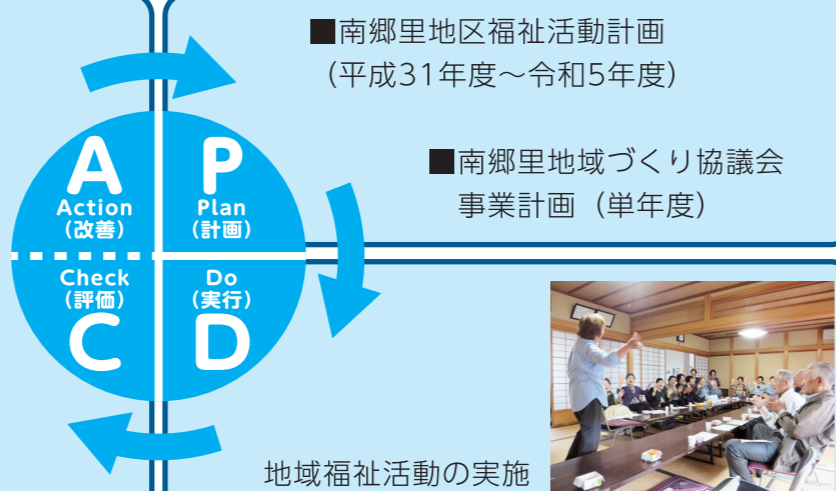 ■南郷里地区福祉活動計画
（平成31年度～令和5年度）
■南郷里地域づくり協議会
事業計画（単年度）
A
Action
（改善）
P
Plan
（計画）
Check
（評価）
C
Do
（実行）
D
地域福祉活動の実施